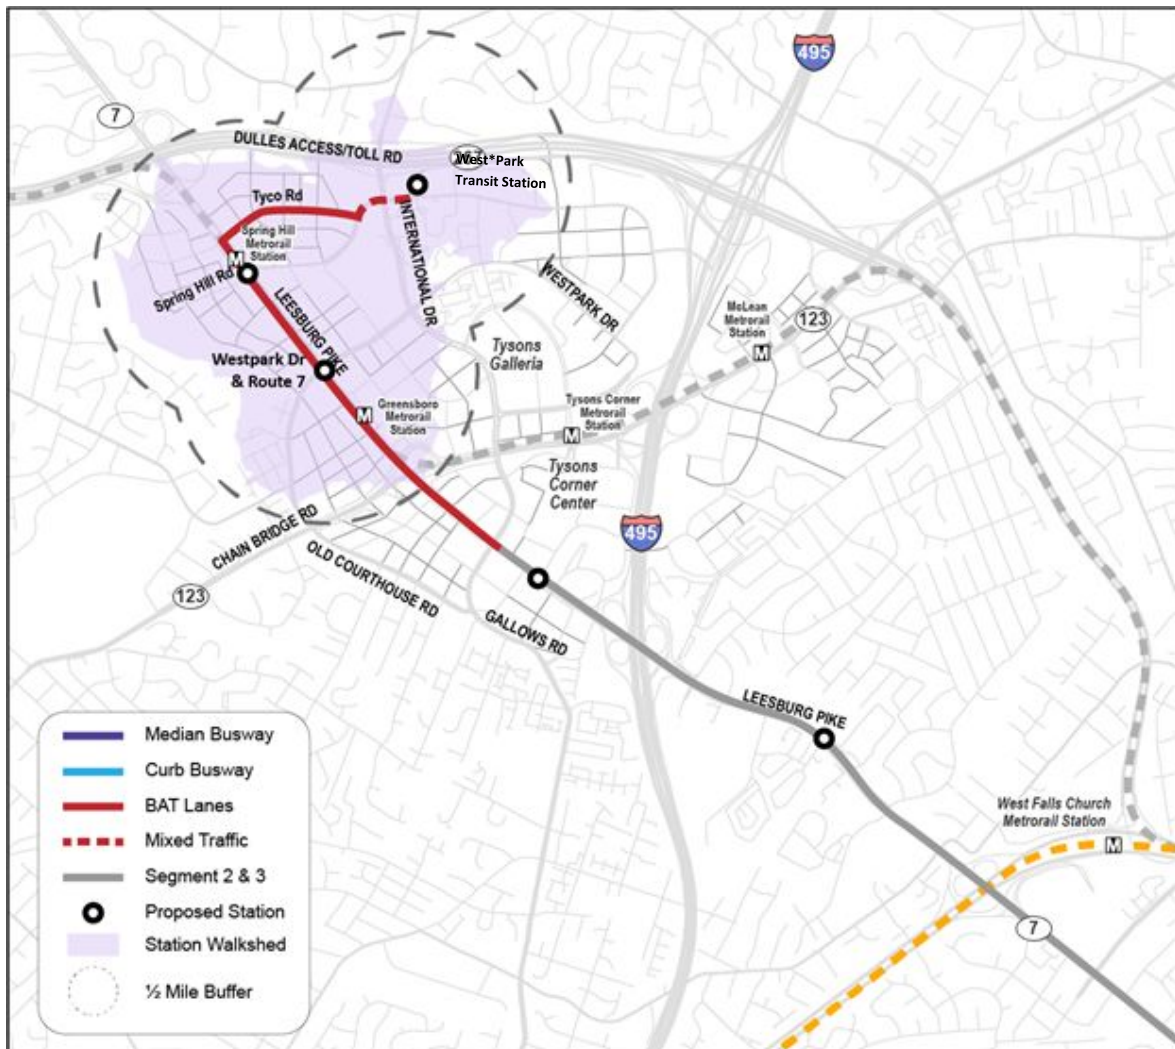 495
7
DULLES ACCESS/TOLL RD
West*Park
Transit Station
Tyco Rd
Spring Hill
Metrorail
Station
Spring Hill Rd
INTERNATIONAL DR
WESTPARK DR
LEESBURG PIKE
McLean
Metrorail
Station
123
M
M
Westpark Dr
& Route 7
Tysons
Galleria
M
Greensboro
Metrorail
Station
Tysons Corner
Metrorail
Station
M
Tysons
Corner
Center
CHAIN BRIDGE RD
495
OLD COURTHOUSE RD
123
GALLOWS RD
LEESBURG PIKE
West Falls Church
Metrorail Station
M
7
Median Busway
Curb Busway
BAT Lanes
Mixed Traffic
Segment 2 & 3
Proposed Station
Station Walkshed
½ Mile Buffer